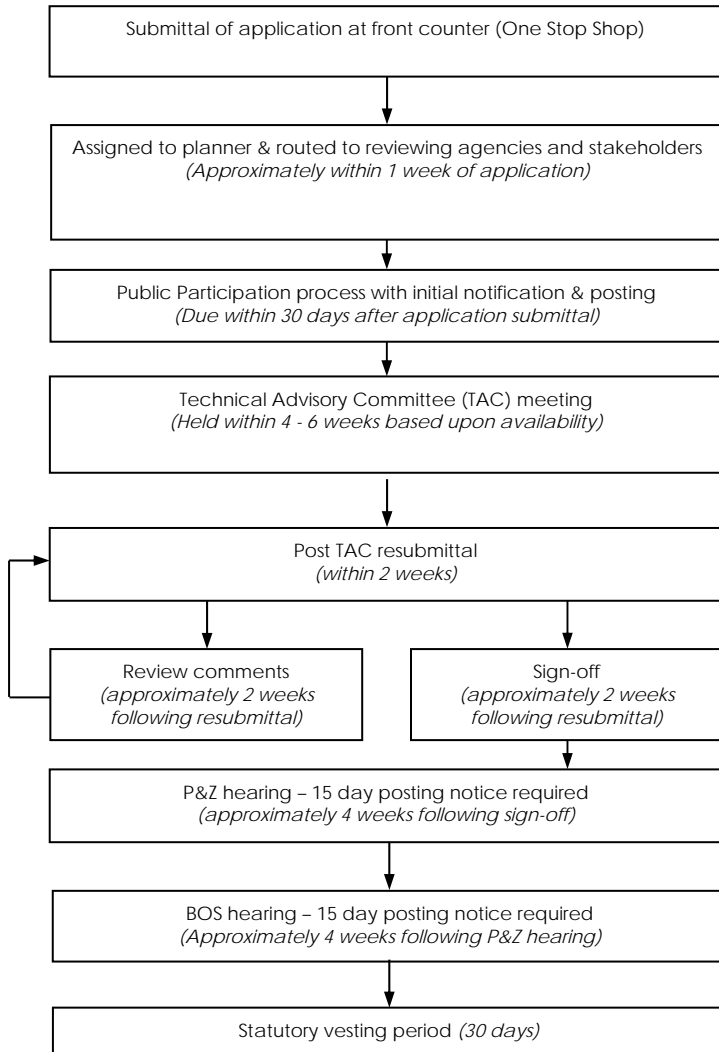 Submittal of application at front counter (One Stop Shop)
Assigned to planner & routed to reviewing agencies and stakeholders
(Approximately within 1 week of application)
Public Participation process with initial notification & posting
(Due within 30 days after application submittal)
Technical Advisory Committee (TAC) meeting
(Held within 4 - 6 weeks based upon availability)
Post TAC resubmittal
(within 2 weeks)
Review comments
(approximately 2 weeks
following resubmittal)
Sign-off
(approximately 2 weeks
following resubmittal)
P&Z hearing – 15 day posting notice required
(approximately 4 weeks following sign-off)
BOS hearing – 15 day posting notice required
(Approximately 4 weeks following P&Z hearing)
Statutory vesting period (30 days)